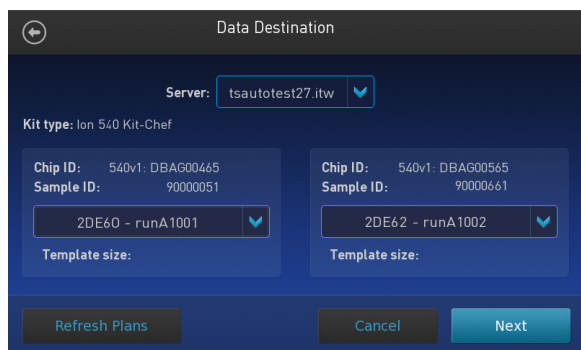 Data Destination
Server: tsautotest27.itw
Kit type: Ion 540 Kit-Chef
Chip ID: 540v1: DBAG00465
Sample ID: 90000051
2DE60 - runA1001
Template size:
Chip ID: 540v1: DBAG00565
Sample ID: 90000661
2DE62 - runA1002
Template size:
Refresh Plans
Cancel
Next